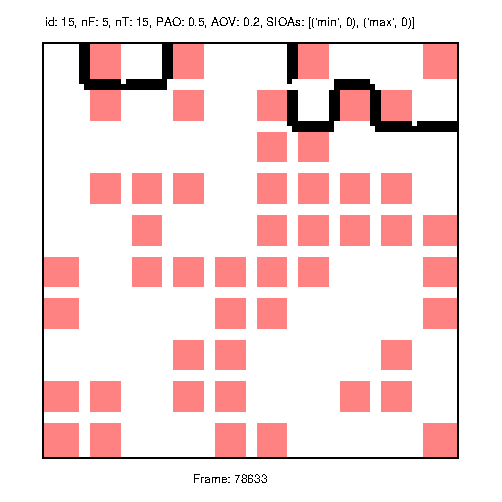 id: 15, nF: 5, nT: 15, PAO: 0.5, AOV: 0.2, SIOAs: [('min', 0), ('max', 0)]
Frame: 78633